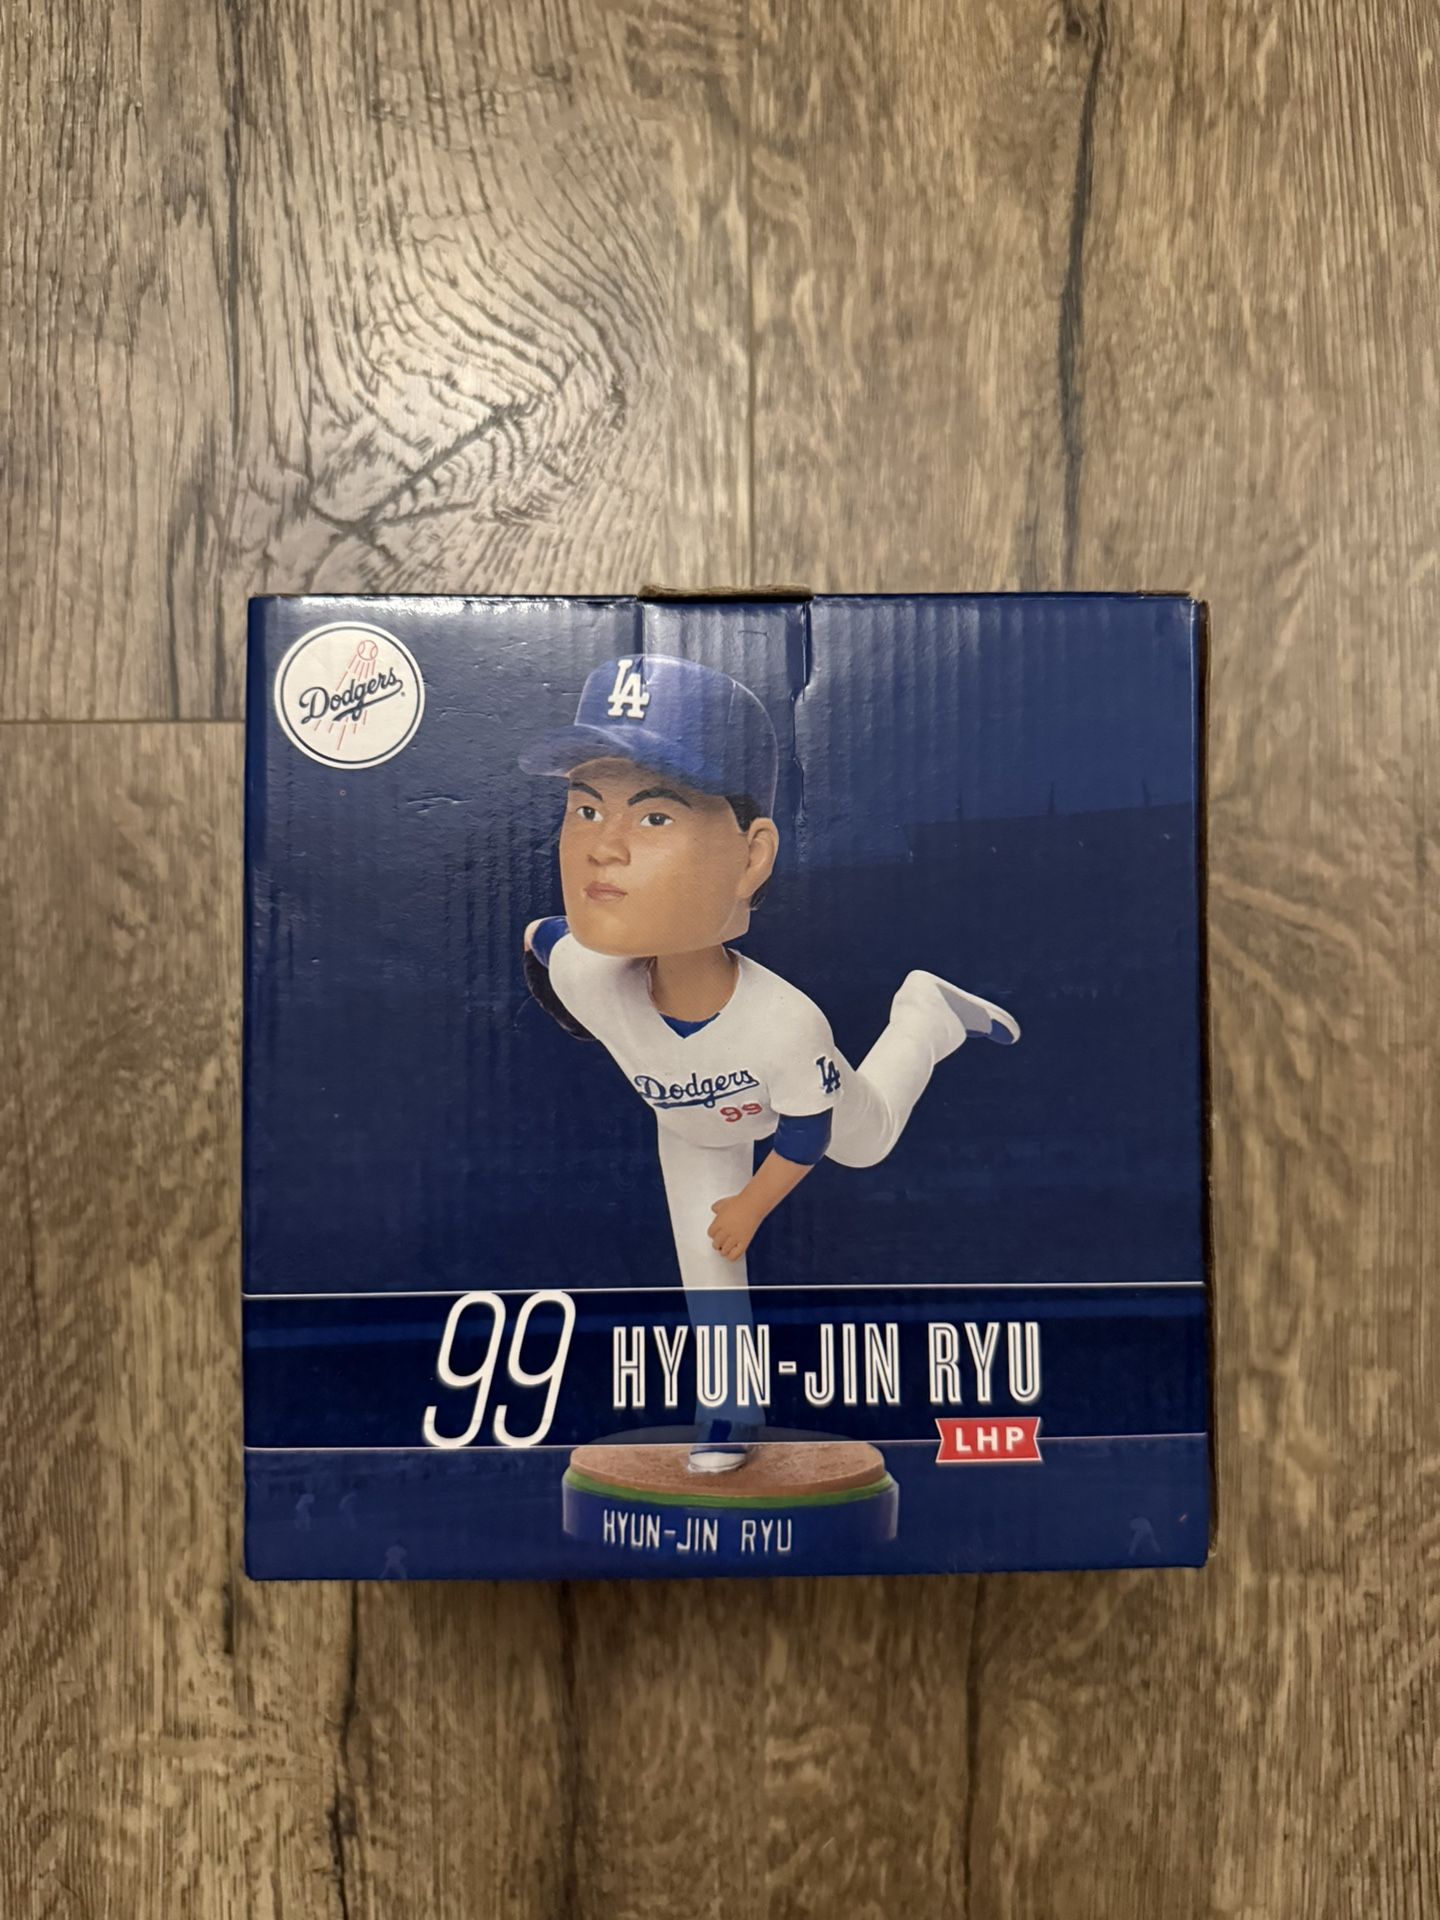 Dodgers
LA
Dodgers
LA
99
99 HYUN-JIN RYU
LHP
HYUN-JIN RYU